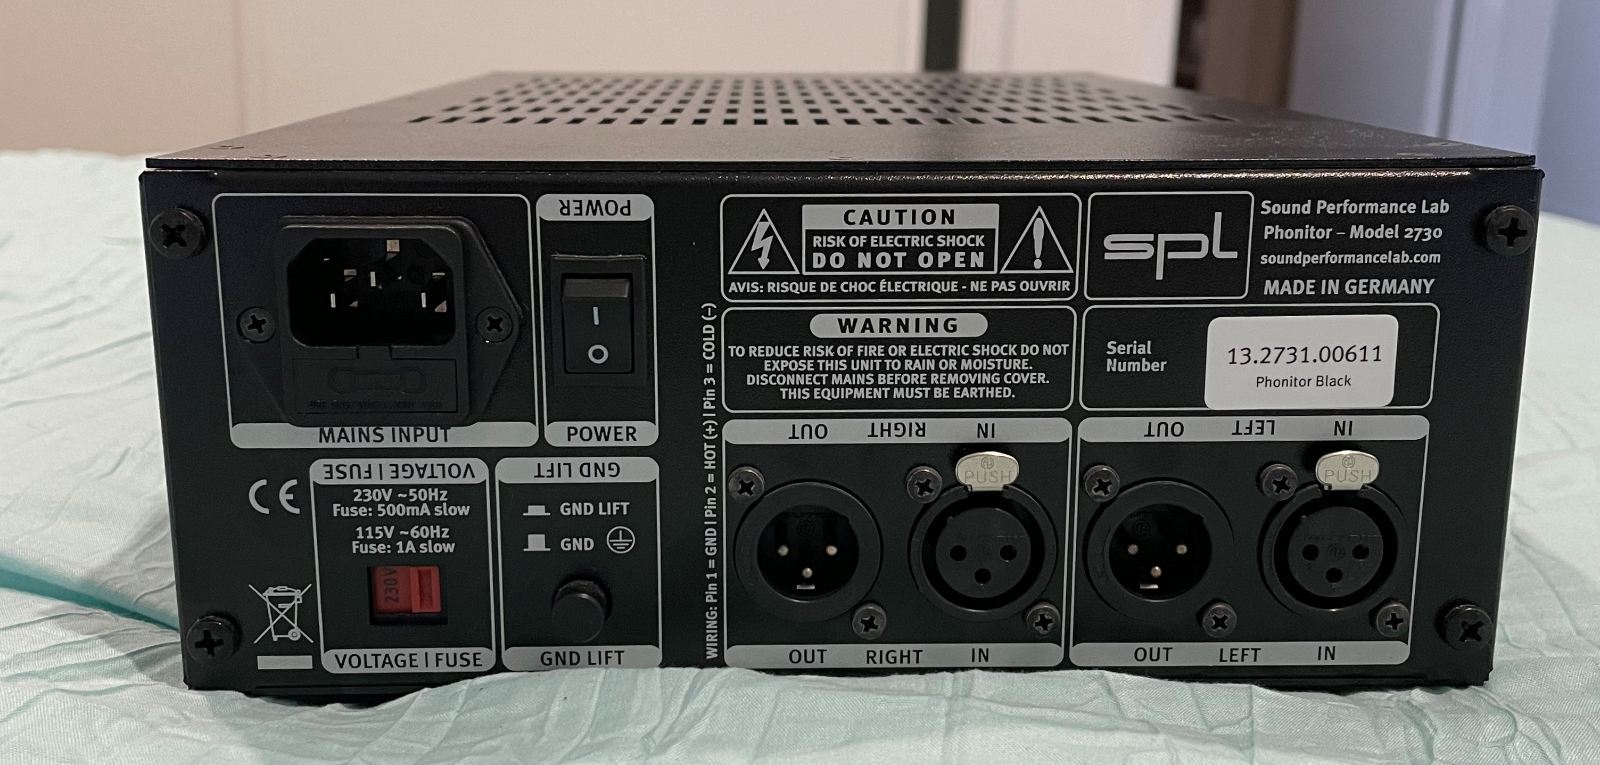 POWER
MAINS INPUT
POWER
VOLTAGE | FUSE
230V ~50Hz
Fuse: 500mA slow
115V ~60Hz
Fuse: 1A slow
230V
VOLTAGE | FUSE
CE
GND LIFT
GND LIFT
GND
GND LIFT
WIRING: Pin 1 = GND | Pin 2 = HOT (+) | Pin 3 = COLD (–)
CAUTION
RISK OF ELECTRIC SHOCK
DO NOT OPEN
AVIS: RISQUE DE CHOC ÉLECTRIQUE - NE PAS OUVRIR
WARNING
TO REDUCE RISK OF FIRE OR ELECTRIC SHOCK DO NOT
EXPOSE THIS UNIT TO RAIN OR MOISTURE.
DISCONNECT MAINS BEFORE REMOVING COVER.
THIS EQUIPMENT MUST BE EARTHED.
spl
Sound Performance Lab
Phonitor – Model 2730
soundperformancelab.com
MADE IN GERMANY
Serial
Number
13.2731.00611
Phonitor Black
OUT RIGHT IN
PUSH
OUT RIGHT IN
OUT LEFT IN
PUSH
OUT LEFT IN